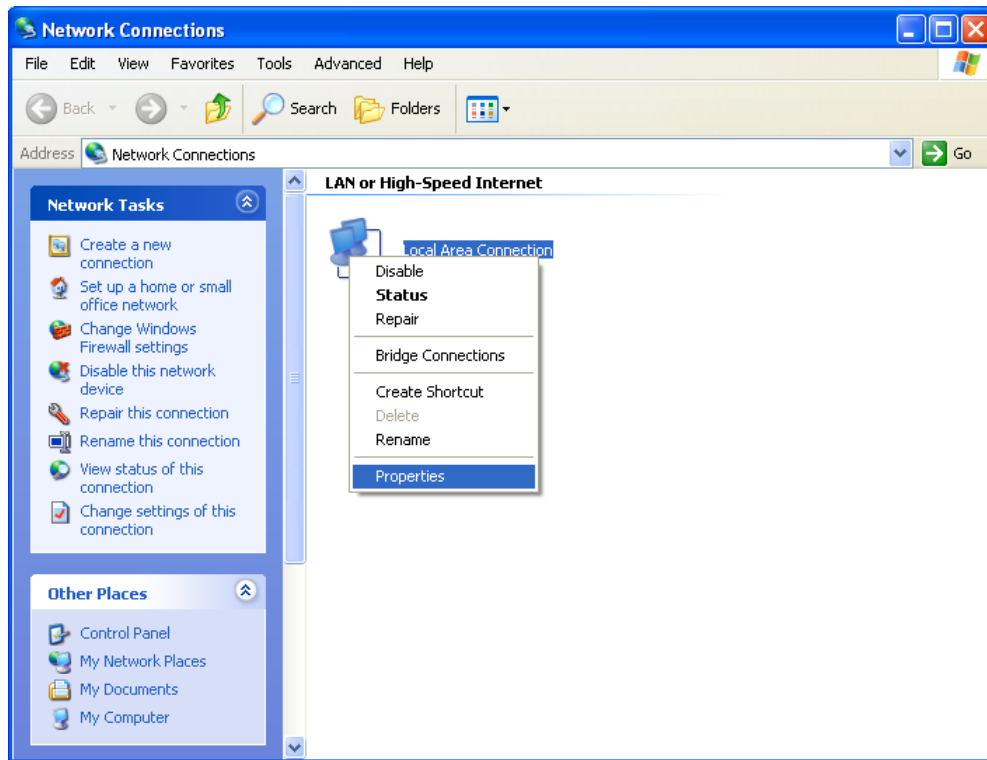 Network Connections
File Edit View Favorites Tools Advanced Help
Back Search Folders
Address Network Connections Go
Network Tasks
Create a new
connection
Set up a home or small
office network
Change Windows
Firewall settings
Disable this network
device
Repair this connection
Rename this connection
View status of this
connection
Change settings of this
connection
Other Places
Control Panel
My Network Places
My Documents
My Computer
LAN or High-Speed Internet
Local Area Connection
Disable
Status
Repair
Bridge Connections
Create Shortcut
Delete
Rename
Properties